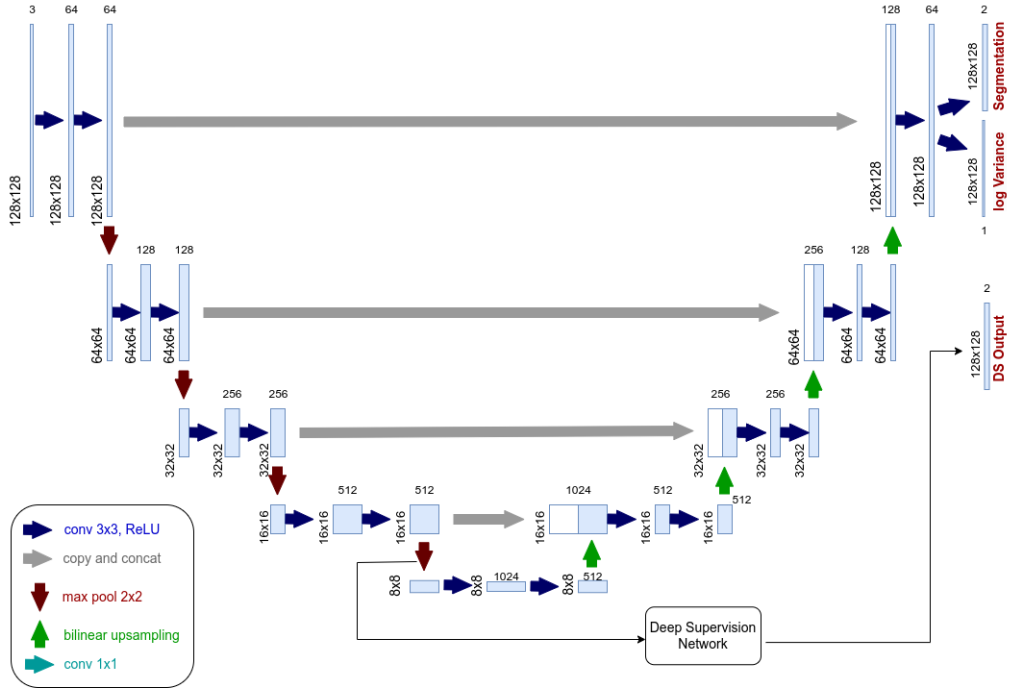 3
64
64
128
64
2
128x128
128x128
128x128
128x128
128x128
128x128
Segmentation
128x128
log Variance
1
128
128
256
128
64x64
64x64
64x64
64x64
64x64
64x64
2
128x128
DS Output
256
256
256
256
32x32
32x32
32x32
32x32
32x32
32x32
512
512
1024
512
512
16x16
16x16
16x16
16x16
16x16
16x16
1024
512
8x8
8x8
8x8
conv 3x3, ReLU
copy and concat
max pool 2x2
bilinear upsampling
conv 1x1
Deep Supervision
Network